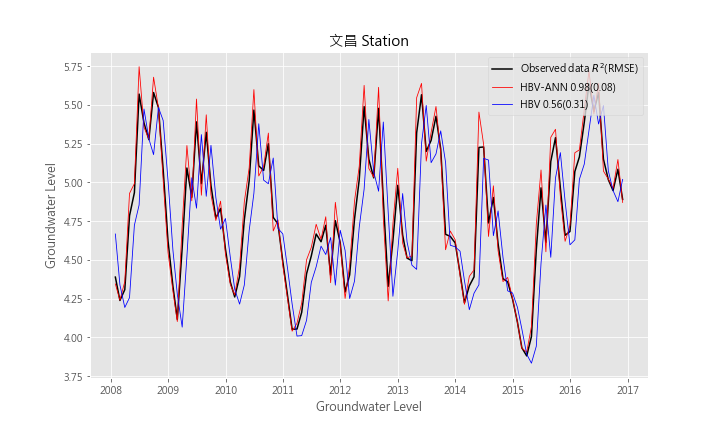 文昌 Station
Observed data R²(RMSE)
HBV-ANN 0.98(0.08)
HBV 0.56(0.31)
Groundwater Level
5.75
5.50
5.25
5.00
4.75
4.50
4.25
4.00
3.75
2008 2009 2010 2011 2012 2013 2014 2015 2016 2017
Groundwater Level